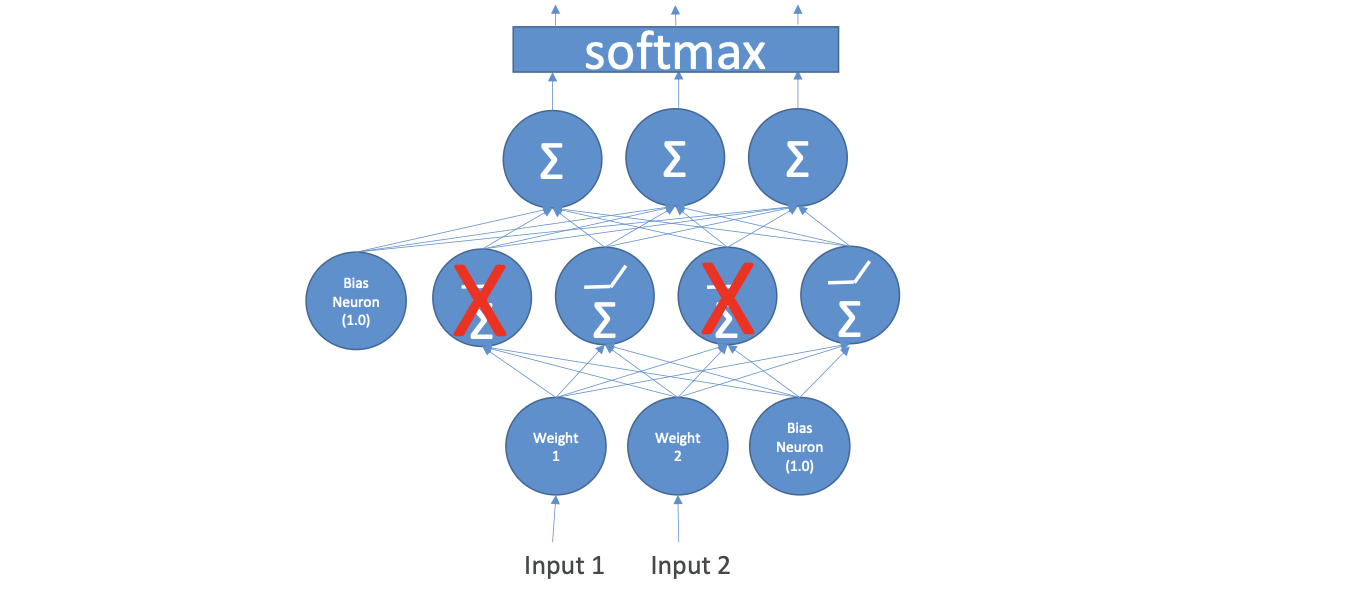 softmax
Σ
Σ
Σ
Bias
Neuron
(1.0)
Σ
Σ
Σ
Σ
Weight
1
Weight
2
Bias
Neuron
(1.0)
Input 1
Input 2